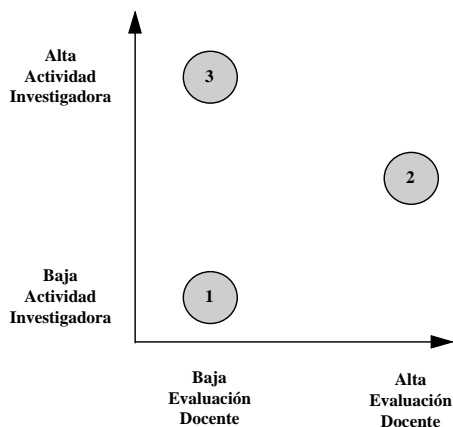 Alta
Actividad
Investigadora
3
2
Baja
Actividad
Investigadora
1
Baja
Evaluación
Docente
Alta
Evaluación
Docente